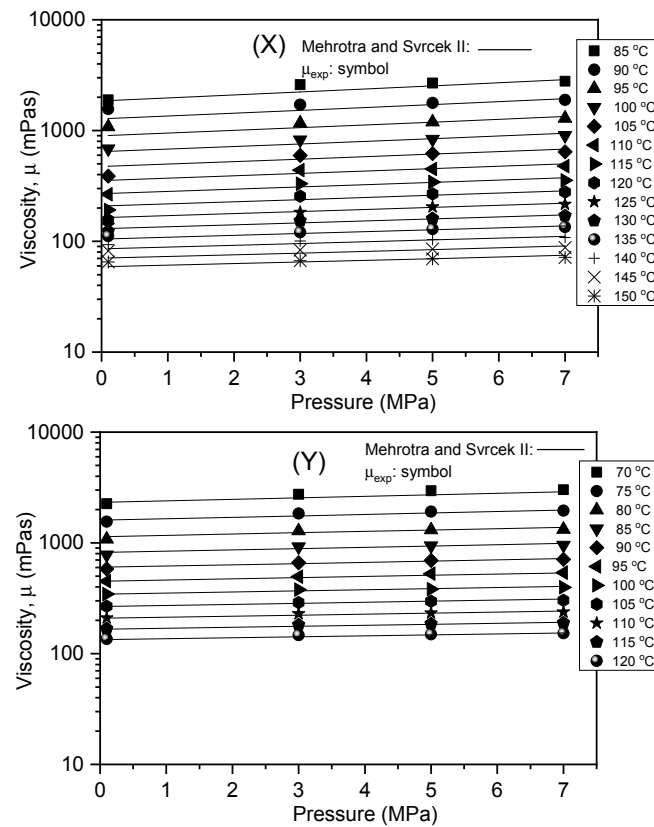 (X)
Mehrotra and Svrcek II:
μexp: symbol
85 °C
90 °C
95 °C
100 °C
105 °C
110 °C
115 °C
120 °C
125 °C
130 °C
135 °C
140 °C
145 °C
150 °C
Viscosity, μ (mPas)
10000
1000
100
10
0 1 2 3 4 5 6 7
Pressure (MPa)
(Y)
Mehrotra and Svrcek II:
μexp: symbol
70 °C
75 °C
80 °C
85 °C
90 °C
95 °C
100 °C
105 °C
110 °C
115 °C
120 °C
Viscosity, μ (mPas)
10000
1000
100
10
0 1 2 3 4 5 6 7
Pressure (MPa)